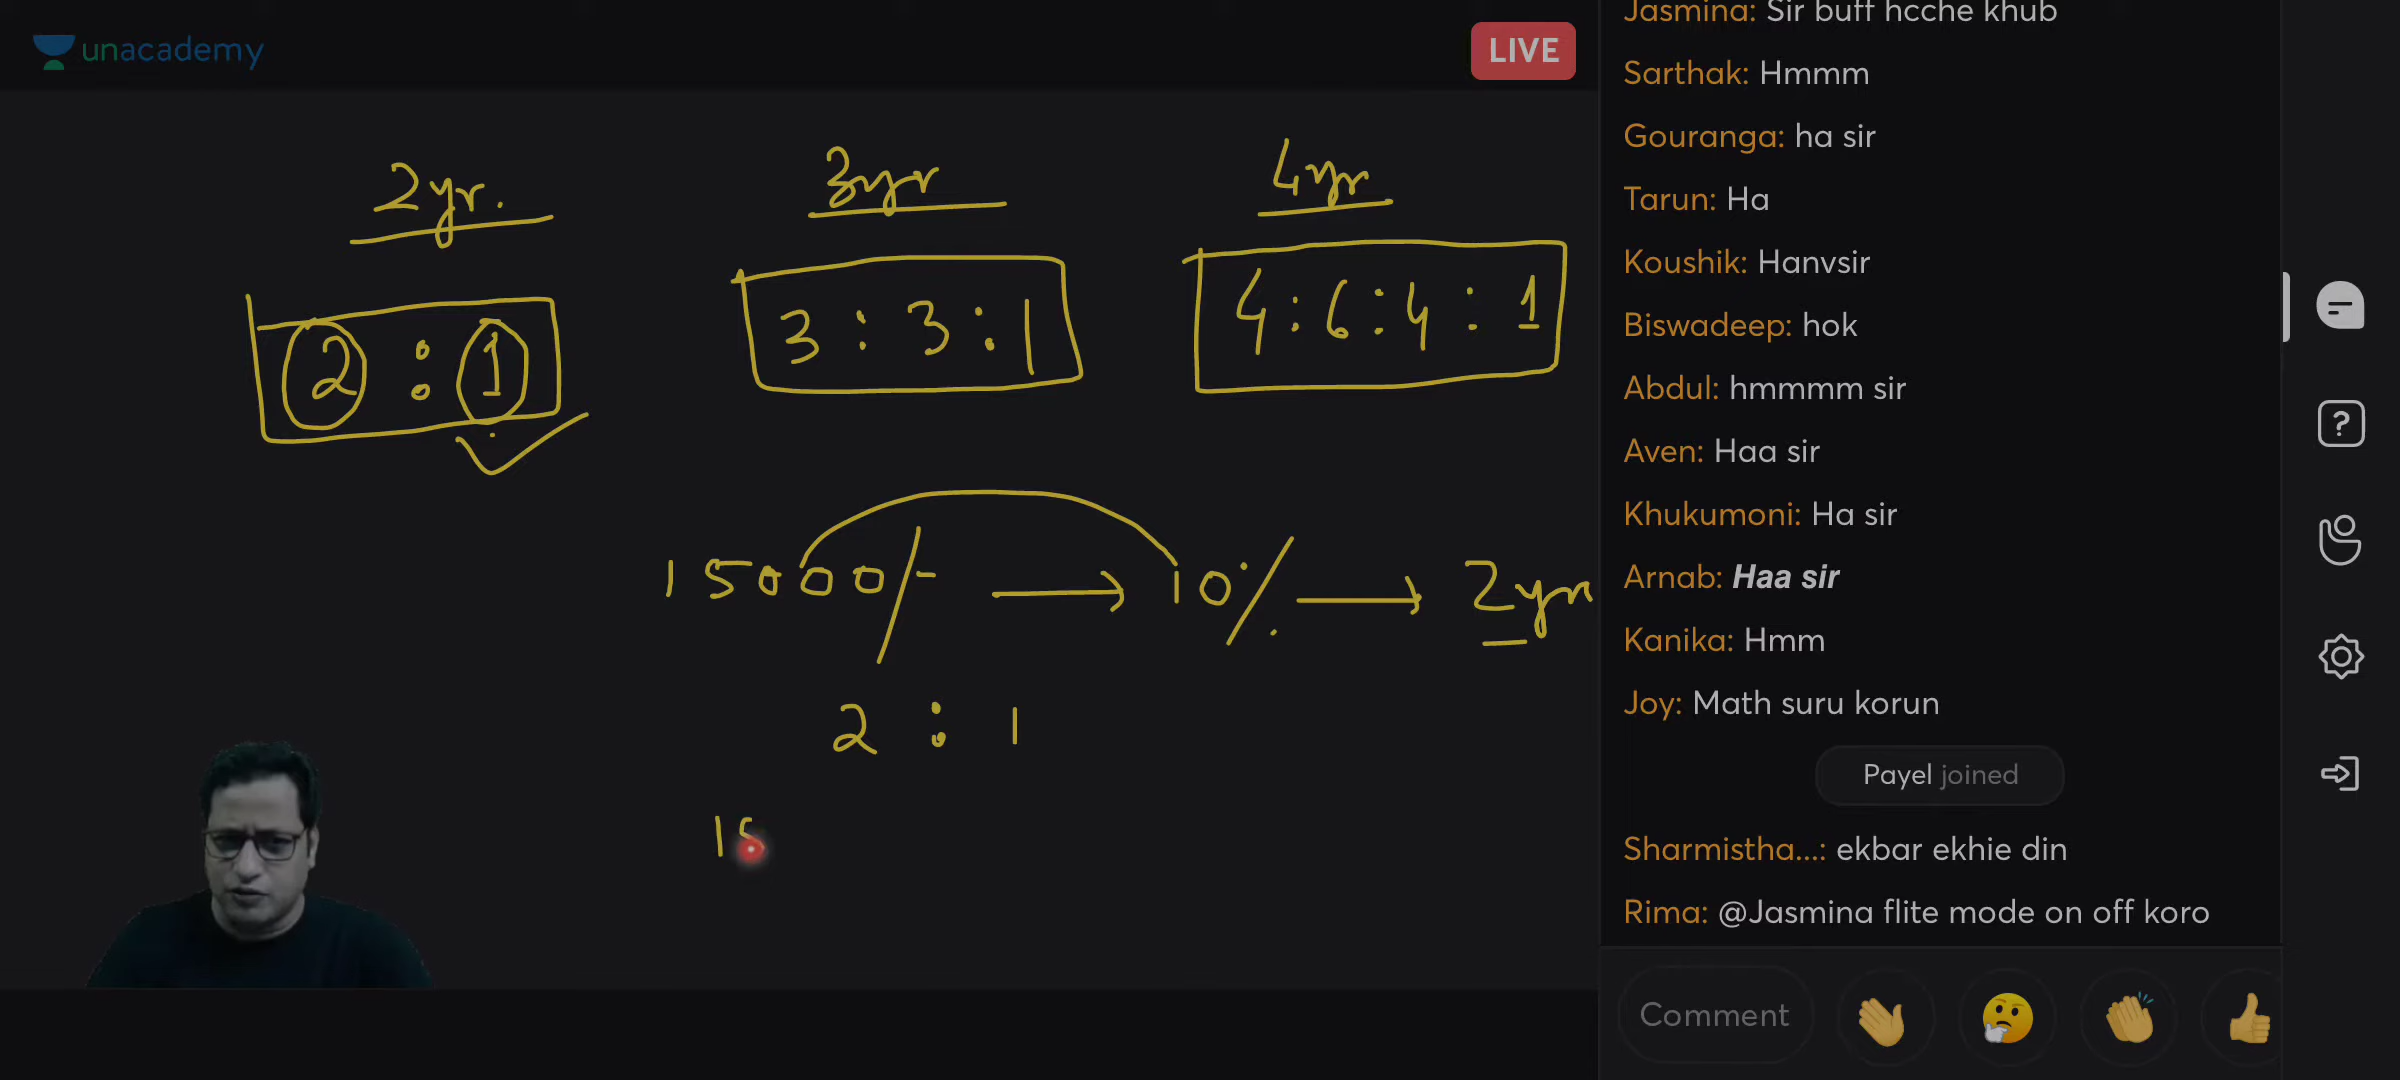 unacademy
LIVE
2yr.
3yr
4yr
2 : 1
3 : 3 : 1
4 : 6 : 4 : 1
15000/- → 10% → 2yr
2 : 1
15
Jasmina: Sir buff hcche khub
Sarthak: Hmmm
Gouranga: ha sir
Tarun: Ha
Koushik: Hanvsir
Biswadeep: hok
Abdul: hmmmm sir
Aven: Haa sir
Khukumoni: Ha sir
Arnab: Haa sir
Kanika: Hmm
Joy: Math suru korun
Payel joined
Sharmistha...: ekbar ekhie din
Rima: @Jasmina flite mode on off koro
Comment